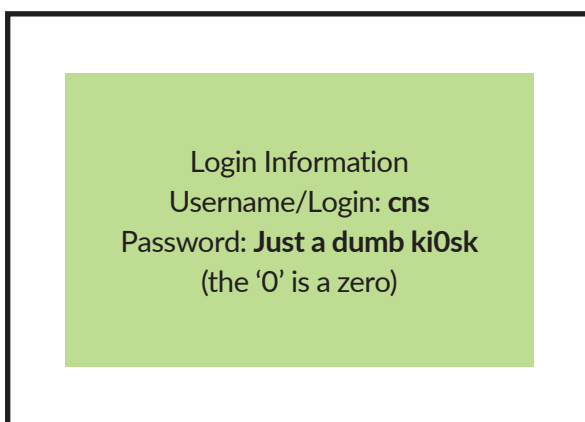 Login Information
Username/Login: cns
Password: Just a dumb ki0sk
(the ‘0’ is a zero)